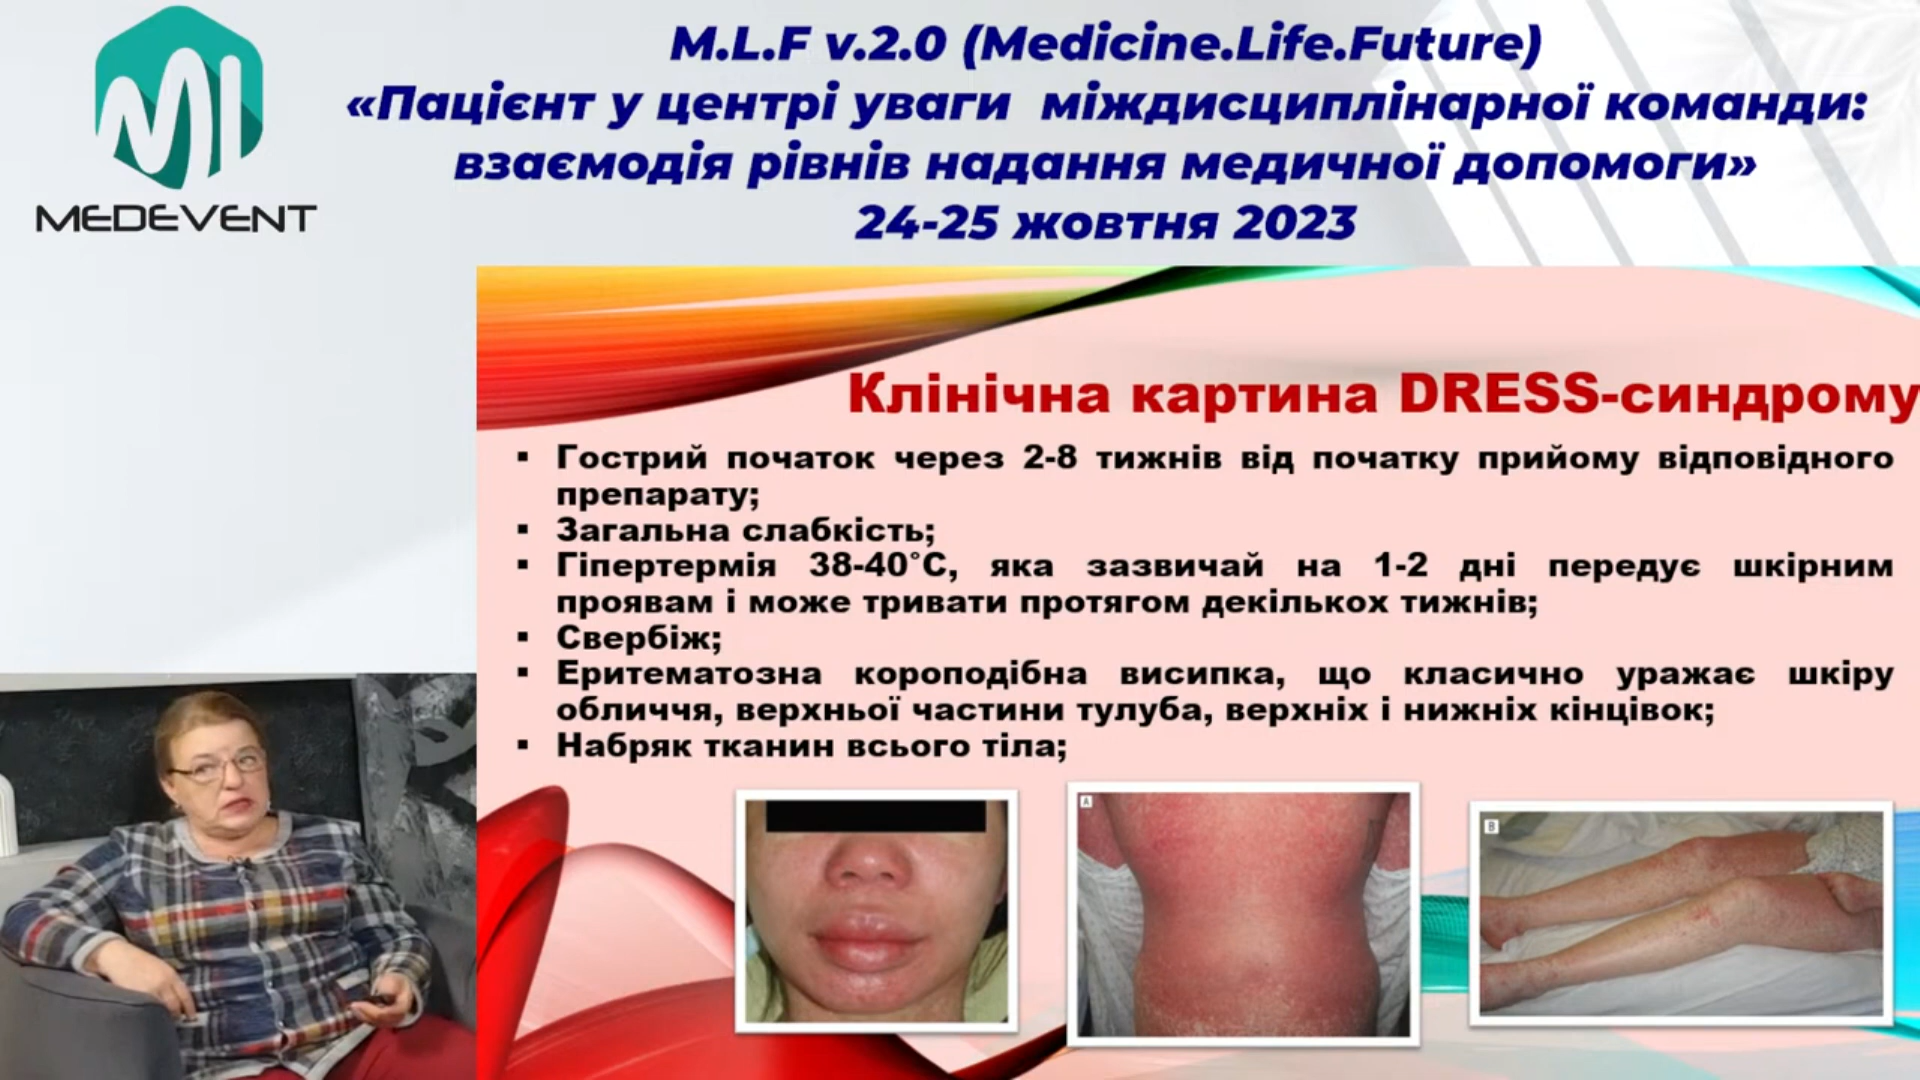 M.L.F v.2.0 (Medicine.Life.Future)
«Пацієнт у центрі уваги міждисциплінарної команди:
взаємодія рівнів надання медичної допомоги»
24-25 жовтня 2023
MEDEVENT
Клінічна картина DRESS-синдрому
▪ Гострий початок через 2-8 тижнів від початку прийому відповідного
препарату;
▪ Загальна слабкість;
▪ Гіпертермія 38-40°С, яка зазвичай на 1-2 дні передує шкірним
проявам і може тривати протягом декількох тижнів;
▪ Свербіж;
▪ Еритематозна короподібна висипка, що класично уражає шкіру
обличчя, верхньої частини тулуба, верхніх і нижніх кінцівок;
▪ Набряк тканин всього тіла;
A
B